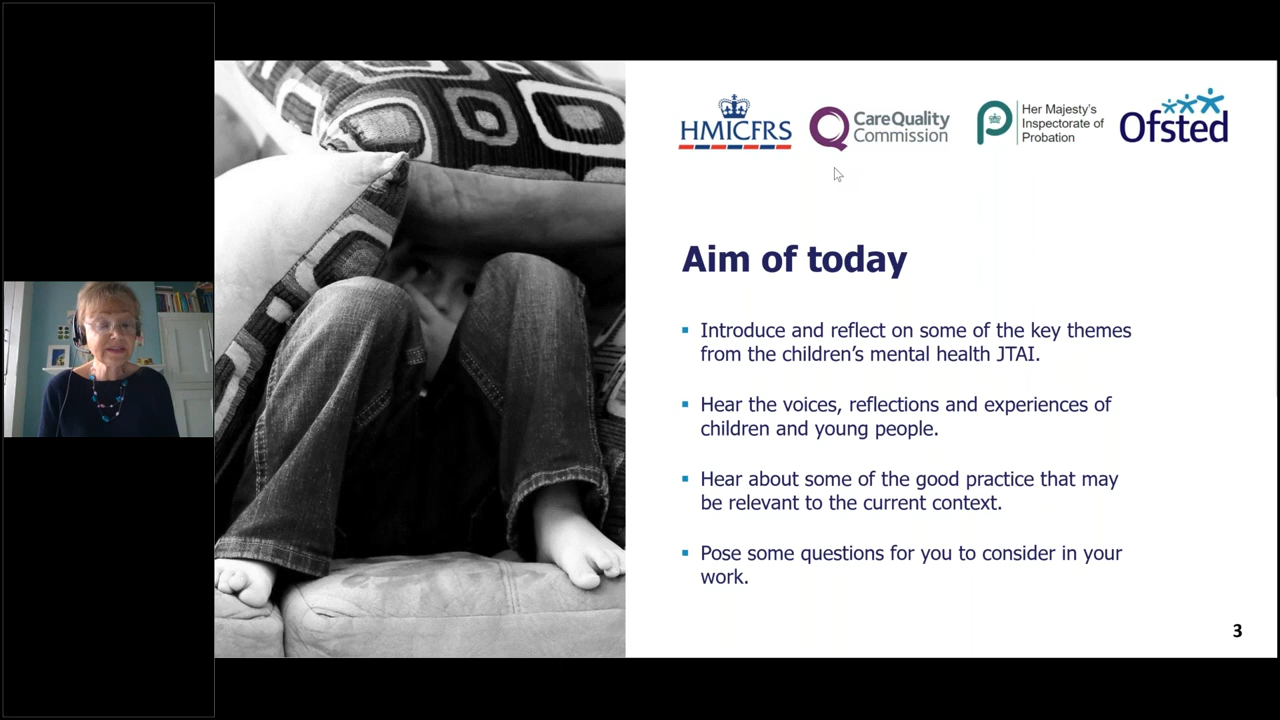 HMICFRS
CareQuality
Commission
Her Majesty's
Inspectorate of
Probation
Ofsted
Aim of today
Introduce and reflect on some of the key themes
from the children’s mental health JTAI.
Hear the voices, reflections and experiences of
children and young people.
Hear about some of the good practice that may
be relevant to the current context.
Pose some questions for you to consider in your
work.
3